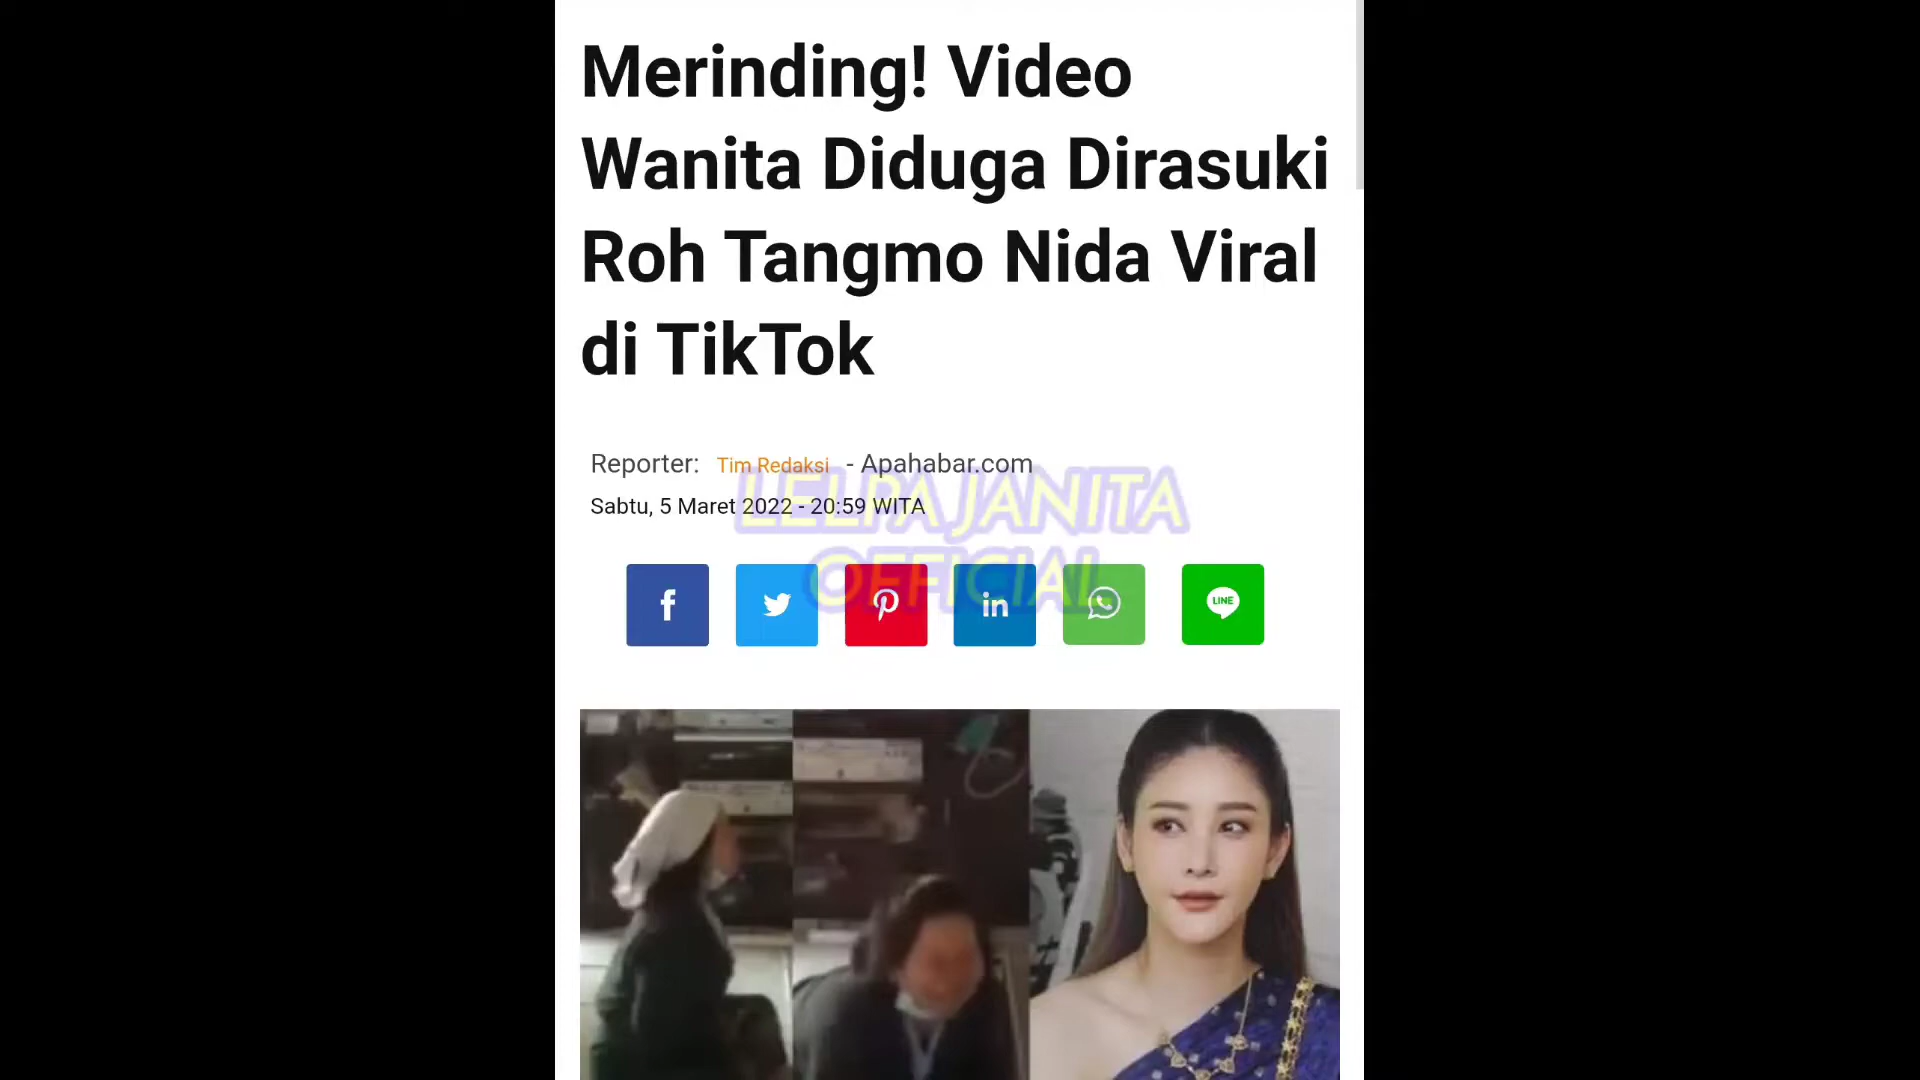 Merinding! Video
Wanita Diduga Dirasuki
Roh Tangmo Nida Viral
di TikTok
Reporter: Tim Redaksi - Apahabar.com
Sabtu, 5 Maret 2022 - 20:59 WITA
LELPA JANITA
OFFICIAL
f
in
LINE